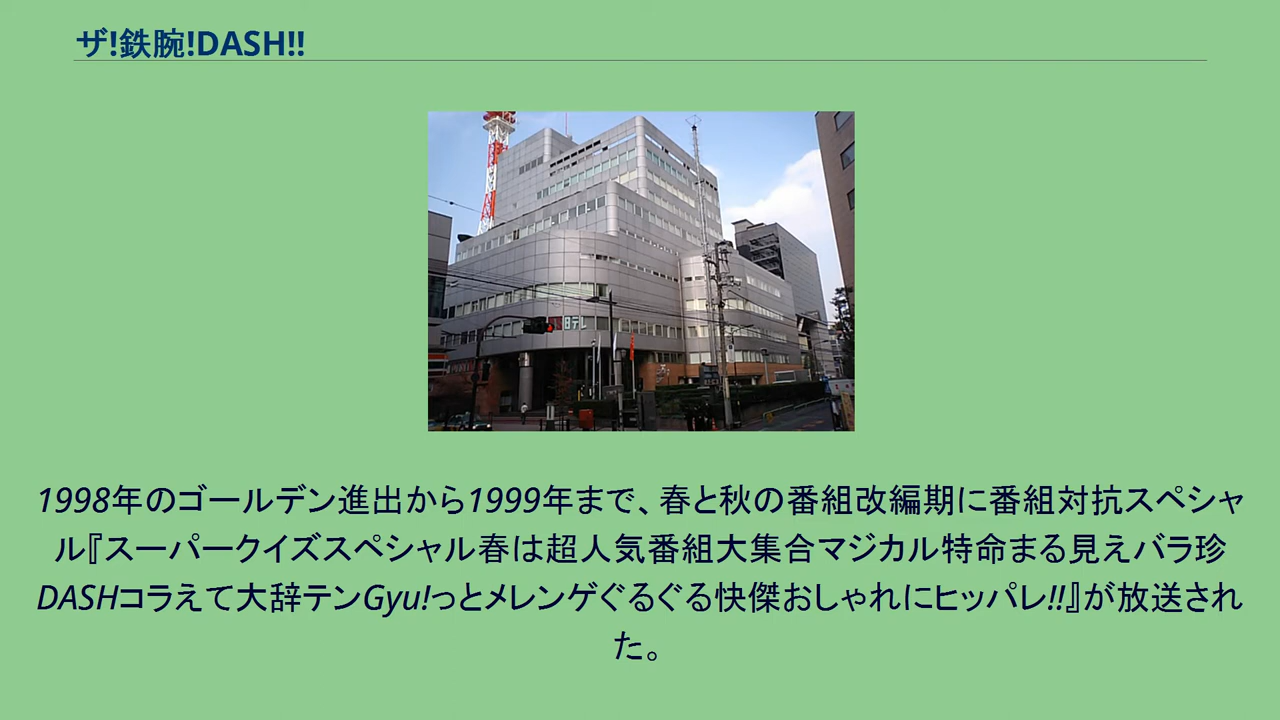 ザ!鉄腕!DASH!!
日テレ
1998年のゴールデン進出から1999年まで、春と秋の番組改編期に番組対抗スペシャ
ル『スーパークイズスペシャル春は超人気番組大集合マジカル特命まる見えバラ珍
DASHコラえて大辞テンGyu!っとメレンゲぐるぐる快傑おしゃれにヒッパレ!!』が放送され
た。